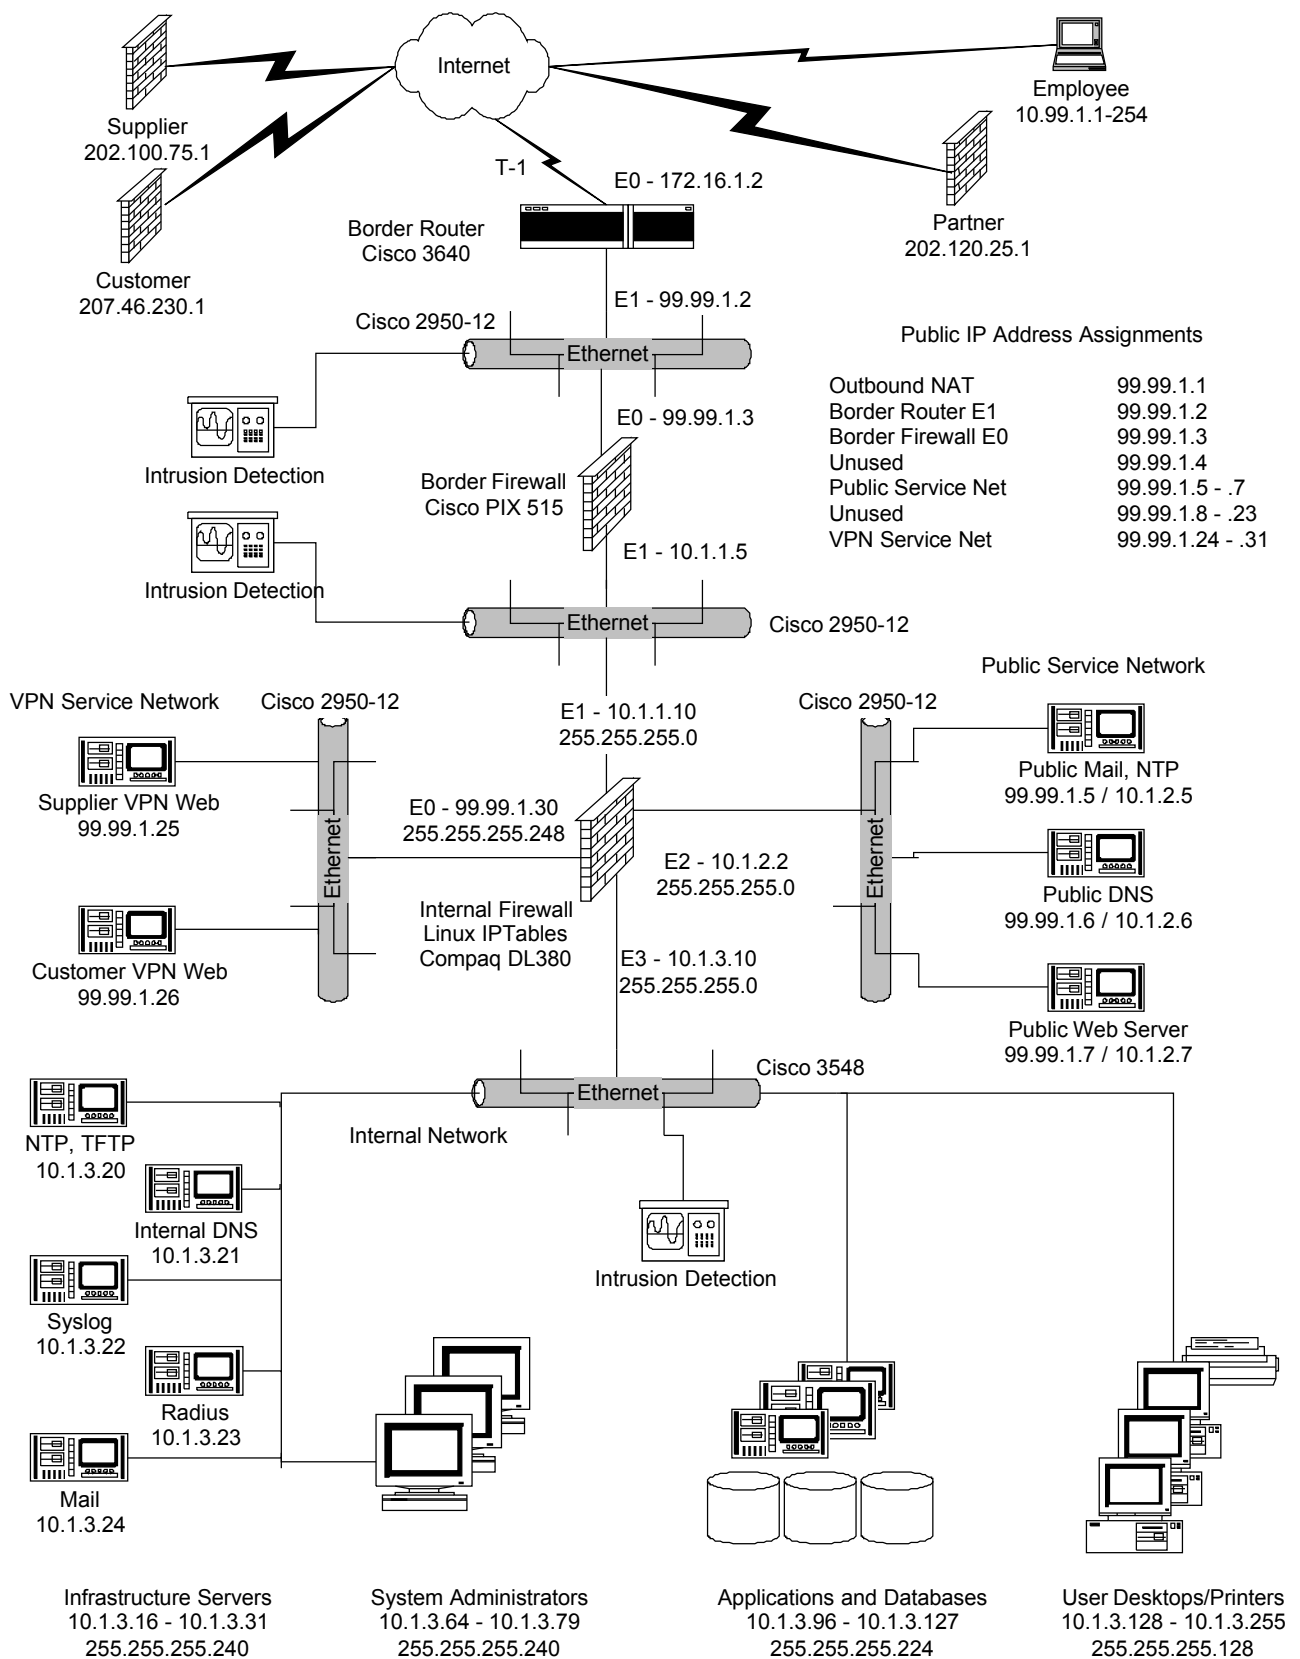 Internet
Supplier
202.100.75.1
Employee
10.99.1.1-254
T-1
E0 - 172.16.1.2
Border Router
Cisco 3640
Partner
202.120.25.1
Customer
207.46.230.1
E1 - 99.99.1.2
Cisco 2950-12
Ethernet
Public IP Address Assignments
Outbound NAT 99.99.1.1
Border Router E1 99.99.1.2
Border Firewall E0 99.99.1.3
Unused 99.99.1.4
Public Service Net 99.99.1.5 - .7
Unused 99.99.1.8 - .23
VPN Service Net 99.99.1.24 - .31
E0 - 99.99.1.3
Intrusion Detection
Border Firewall
Cisco PIX 515
E1 - 10.1.1.5
Intrusion Detection
Ethernet
Cisco 2950-12
VPN Service Network
Cisco 2950-12
E1 - 10.1.1.10
255.255.255.0
Cisco 2950-12
Public Service Network
Supplier VPN Web
99.99.1.25
Ethernet
E0 - 99.99.1.30
255.255.255.248
E2 - 10.1.2.2
255.255.255.0
Ethernet
Public Mail, NTP
99.99.1.5 / 10.1.2.5
Public DNS
99.99.1.6 / 10.1.2.6
Internal Firewall
Linux IPTables
Compaq DL380
Customer VPN Web
99.99.1.26
E3 - 10.1.3.10
255.255.255.0
Public Web Server
99.99.1.7 / 10.1.2.7
Cisco 3548
Ethernet
Internal Network
NTP, TFTP
10.1.3.20
Internal DNS
10.1.3.21
Intrusion Detection
Syslog
10.1.3.22
Radius
10.1.3.23
Mail
10.1.3.24
Infrastructure Servers
10.1.3.16 - 10.1.3.31
255.255.255.240
System Administrators
10.1.3.64 - 10.1.3.79
255.255.255.240
Applications and Databases
10.1.3.96 - 10.1.3.127
255.255.255.224
User Desktops/Printers
10.1.3.128 - 10.1.3.255
255.255.255.128